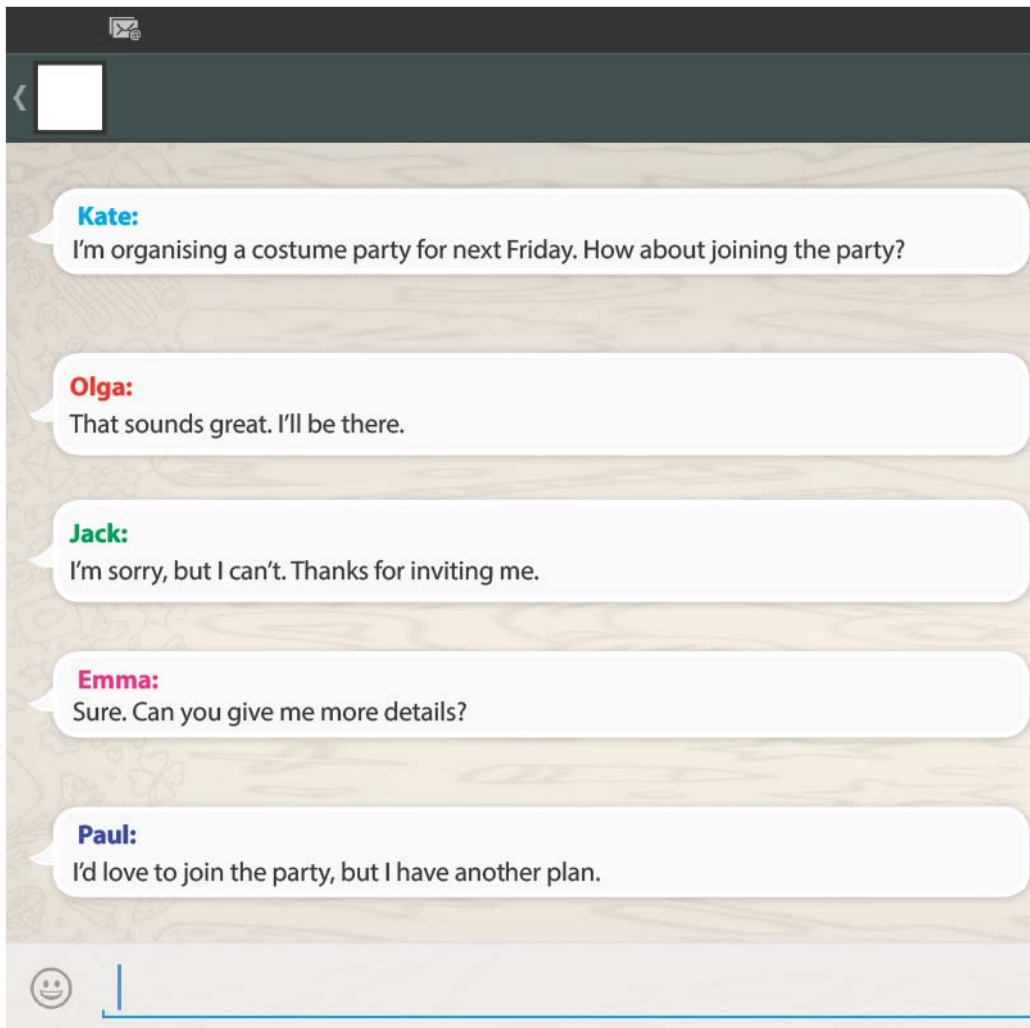 Kate:
I'm organising a costume party for next Friday. How about joining the party?
Olga:
That sounds great. I'll be there.
Jack:
I'm sorry, but I can't. Thanks for inviting me.
Emma:
Sure. Can you give me more details?
Paul:
I'd love to join the party, but I have another plan.